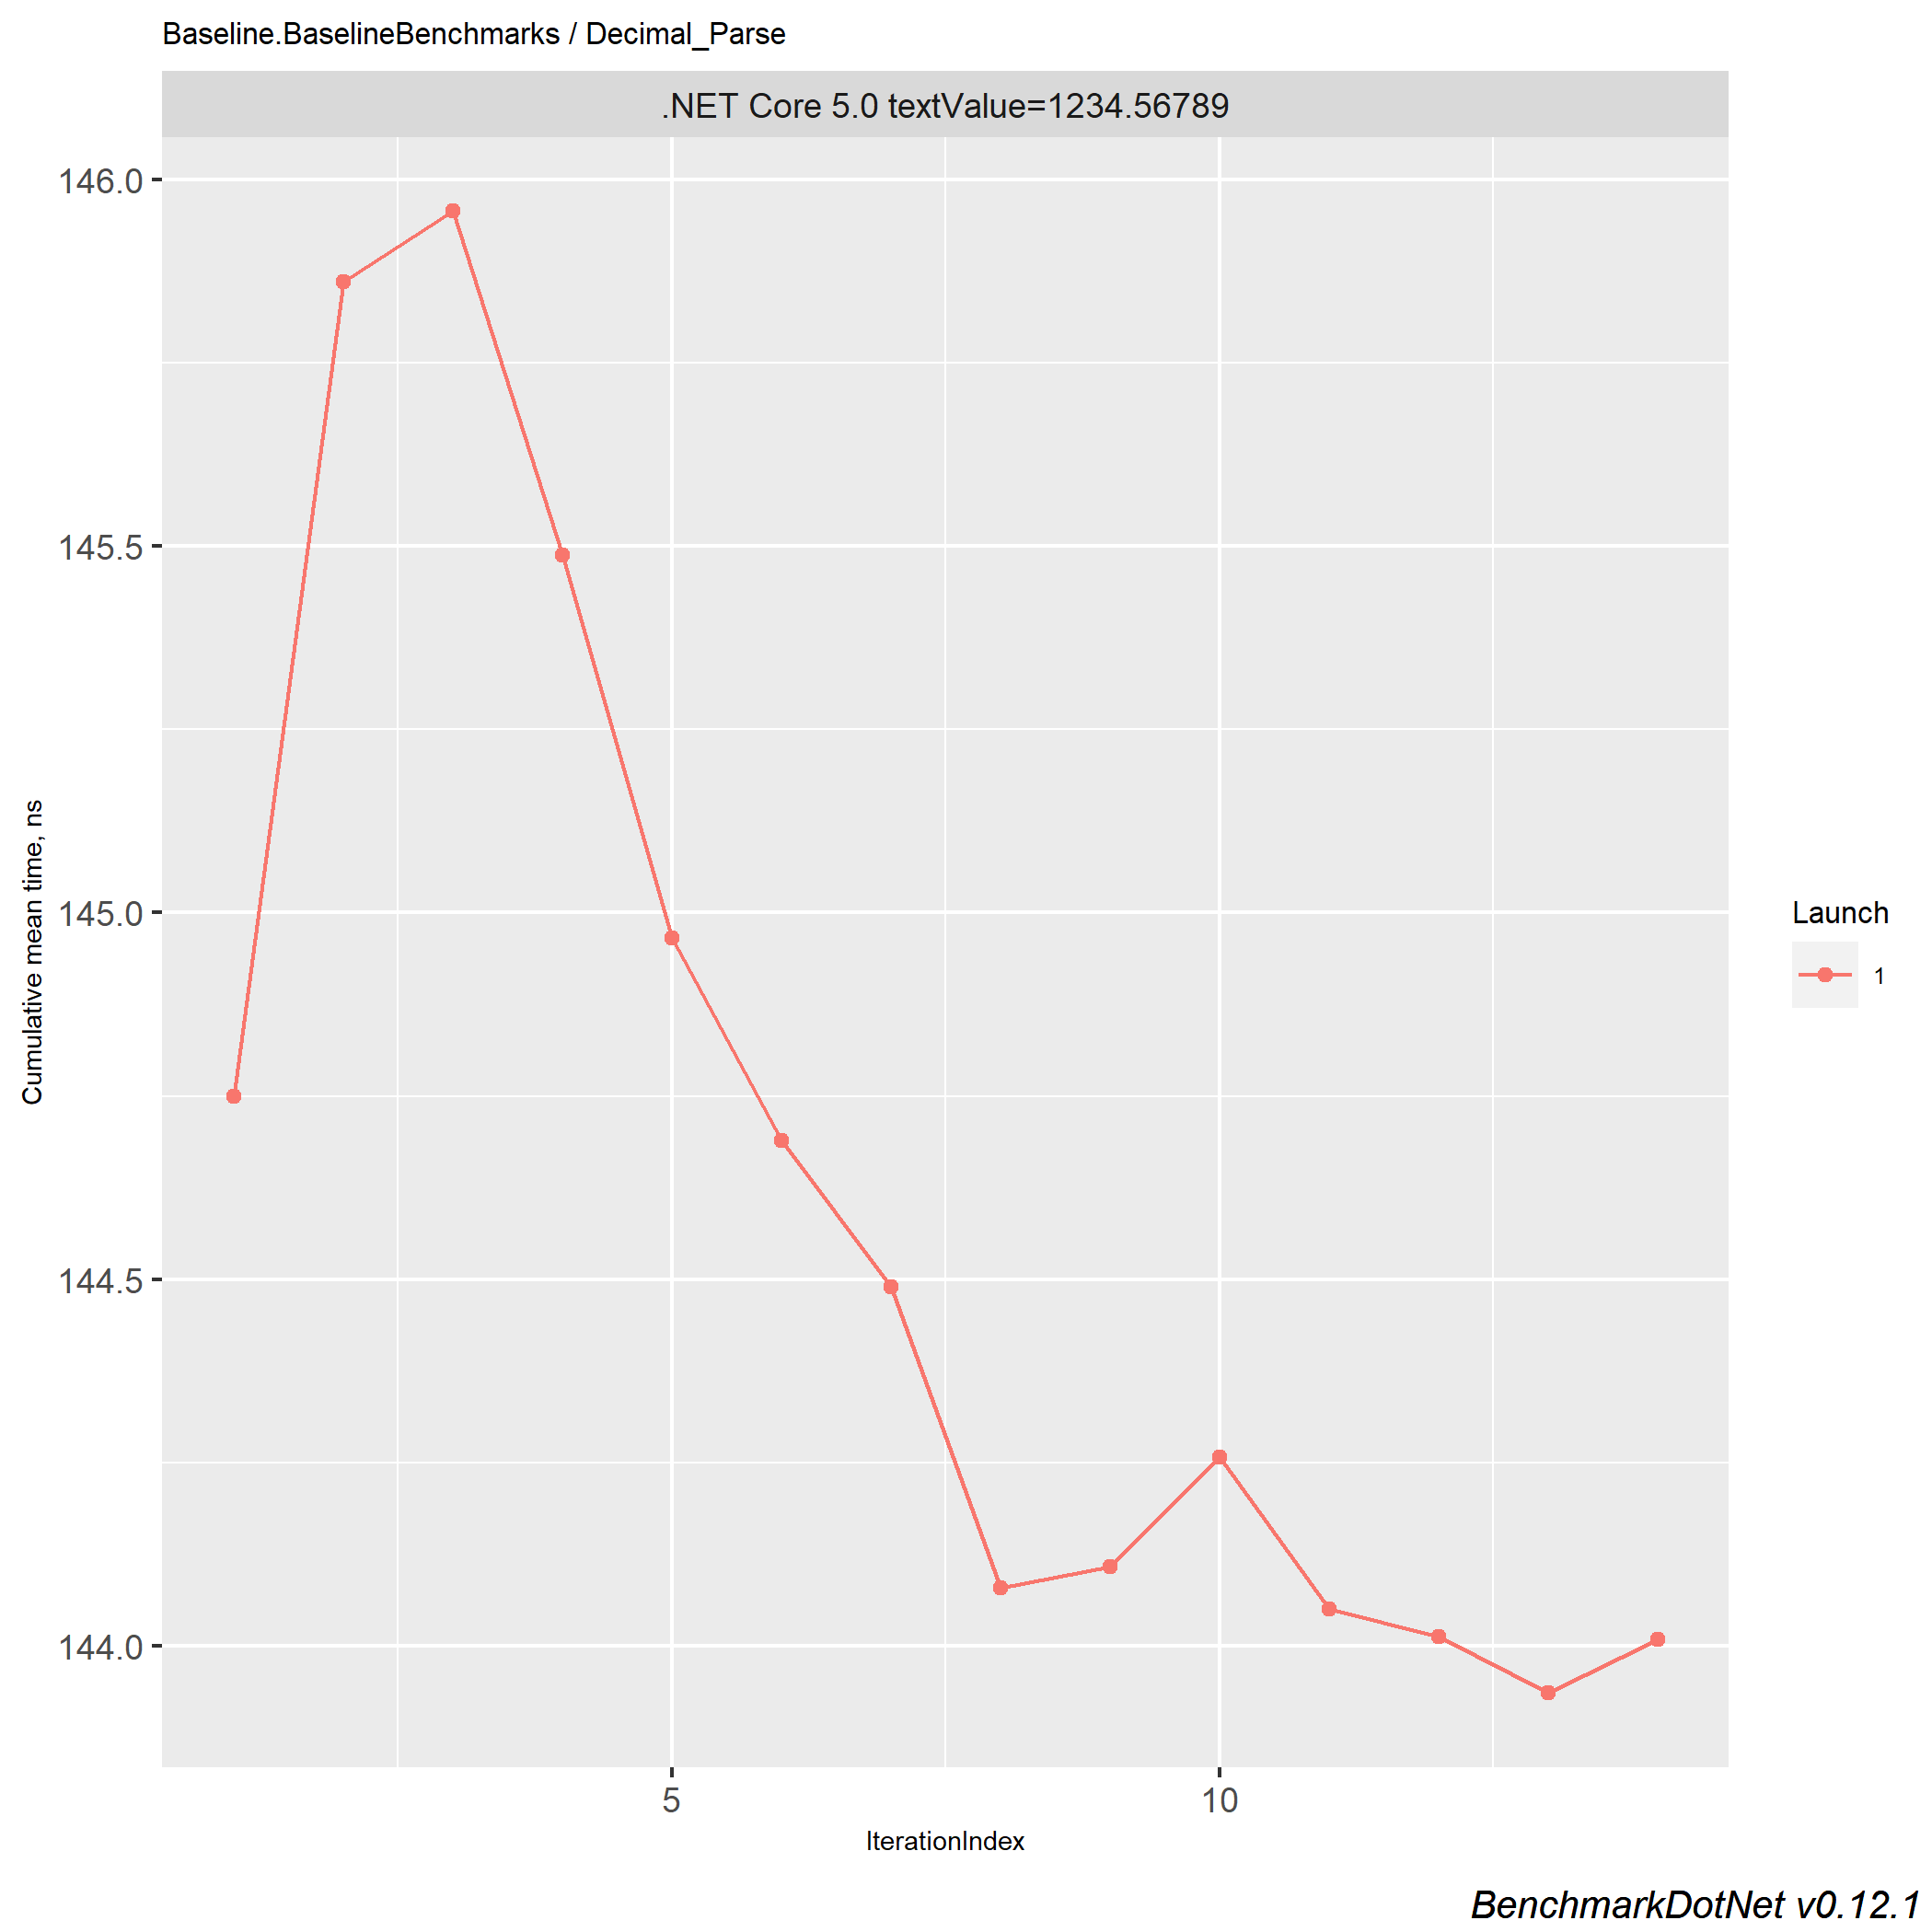 Baseline.BaselineBenchmarks / Decimal_Parse
.NET Core 5.0 textValue=1234.56789
146.0
145.5
145.0
144.5
144.0
Cumulative mean time, ns
5
10
IterationIndex
Launch
1
BenchmarkDotNet v0.12.1